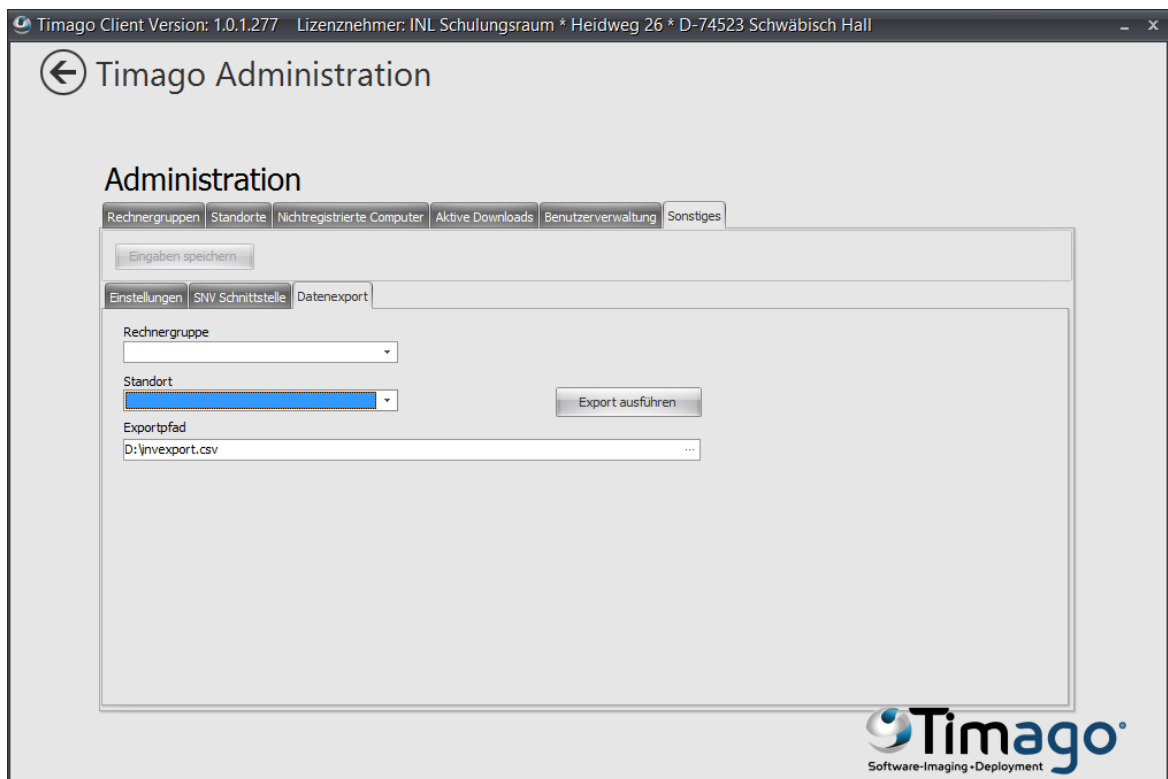 Timago Client Version: 1.0.1.277 Lizenznehmer: INL Schulungsraum * Heidweg 26 * D-74523 Schwäbisch Hall
Timago Administration
Administration
Rechnergruppen Standorte Nichtregistrierte Computer Aktive Downloads Benutzerverwaltung Sonstiges
Eingaben speichern
Einstellungen SNV Schnittstelle Datenexport
Rechnergruppe
Standort
Export ausführen
Exportpfad
D:\invexport.csv ...
Timago
Software-Imaging•Deployment